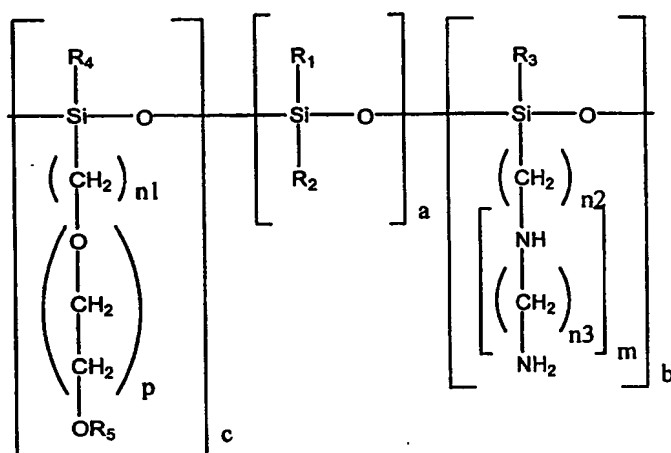 R4 R1 R3
Si O Si O Si O
(CH2)n1 R2 (CH2)n2
a
O NH
(CH2 (CH2)n3
m
CH2)p NH2
b
OR5 c